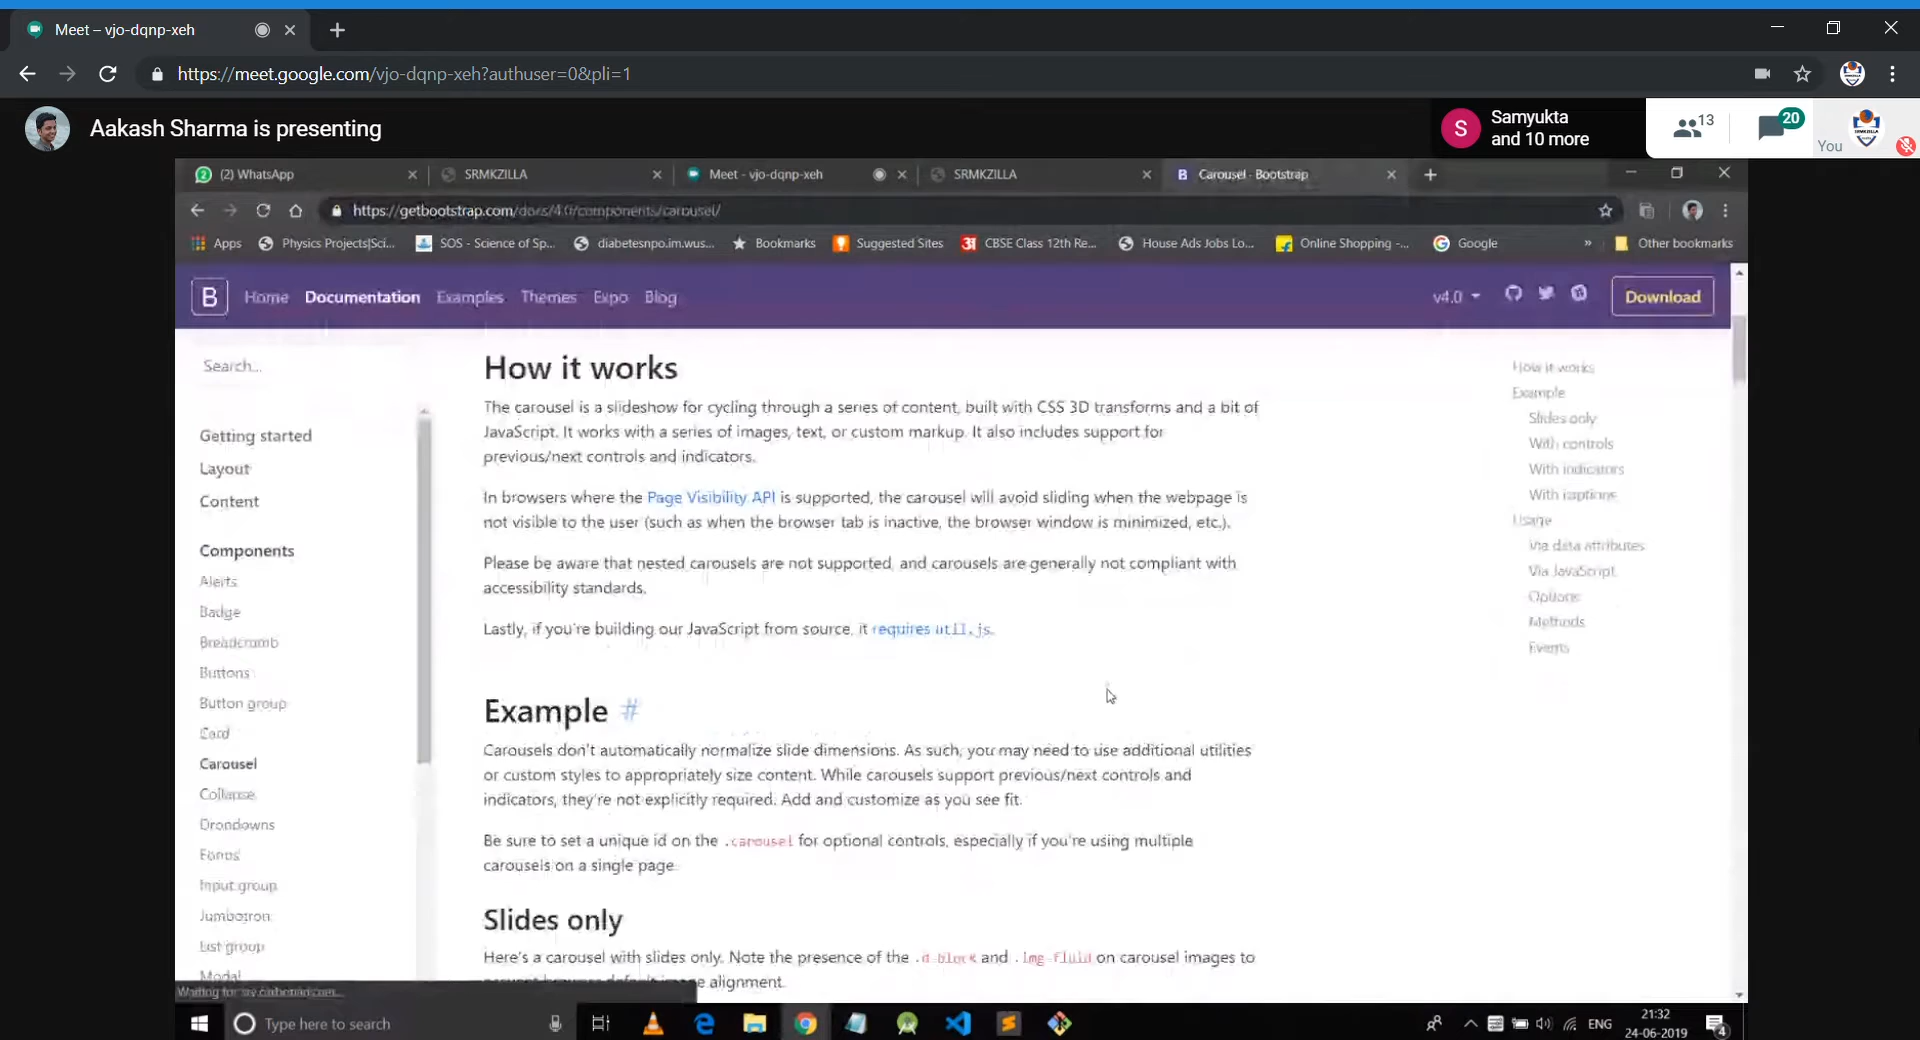 Meet – vjo-dqnp-xeh
https://meet.google.com/vjo-dqnp-xeh?authuser=0&pli=1
Aakash Sharma is presenting
S
Samyukta
and 10 more
13
20
You
(2) WhatsApp
SRMKZILLA
Meet - vjo-dqnp-xeh
SRMKZILLA
B Carousel · Bootstrap
https://getbootstrap.com/docs/4.0/components/carousel/
Apps
Physics Projects|Sci...
SOS - Science of Sp...
diabetesnpo.im.wus...
Bookmarks
Suggested Sites
31 CBSE Class 12th Re...
House Ads Jobs Lo...
Online Shopping -...
Google
»
Other bookmarks
B
Home
Documentation
Examples
Themes
Expo
Blog
v4.0
Download
Search...
Getting started
Layout
Content
Components
Alerts
Badge
Breadcrumb
Buttons
Button group
Card
Carousel
Collapse
Dropdowns
Forms
Input group
Jumbotron
List group
Modal
How it works
The carousel is a slideshow for cycling through a series of content, built with CSS 3D transforms and a bit of
JavaScript. It works with a series of images, text, or custom markup. It also includes support for
previous/next controls and indicators.
In browsers where the Page Visibility API is supported, the carousel will avoid sliding when the webpage is
not visible to the user (such as when the browser tab is inactive, the browser window is minimized, etc.).
Please be aware that nested carousels are not supported, and carousels are generally not compliant with
accessibility standards.
Lastly, if you're building our JavaScript from source, it requires util.js.
Example #
Carousels don't automatically normalize slide dimensions. As such, you may need to use additional utilities
or custom styles to appropriately size content. While carousels support previous/next controls and
indicators, they're not explicitly required. Add and customize as you see fit.
Be sure to set a unique id on the .carousel for optional controls, especially if you're using multiple
carousels on a single page.
Slides only
Here's a carousel with slides only. Note the presence of the .d-block and .img-fluid on carousel images to
prevent browser default image alignment.
How it works
Example
Slides only
With controls
With indicators
With captions
Usage
Via data attributes
Via JavaScript
Options
Methods
Events
Waiting for
Type here to search
ENG
21:32
24-06-2019
4